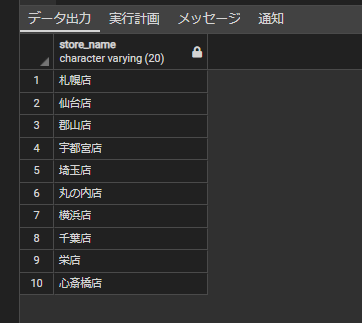 データ出力 実行計画 メッセージ 通知
store_name
character varying (20)
1 札幌店
2 仙台店
3 郡山店
4 宇都宮店
5 埼玉店
6 丸の内店
7 横浜店
8 千葉店
9 栄店
10 心斎橋店